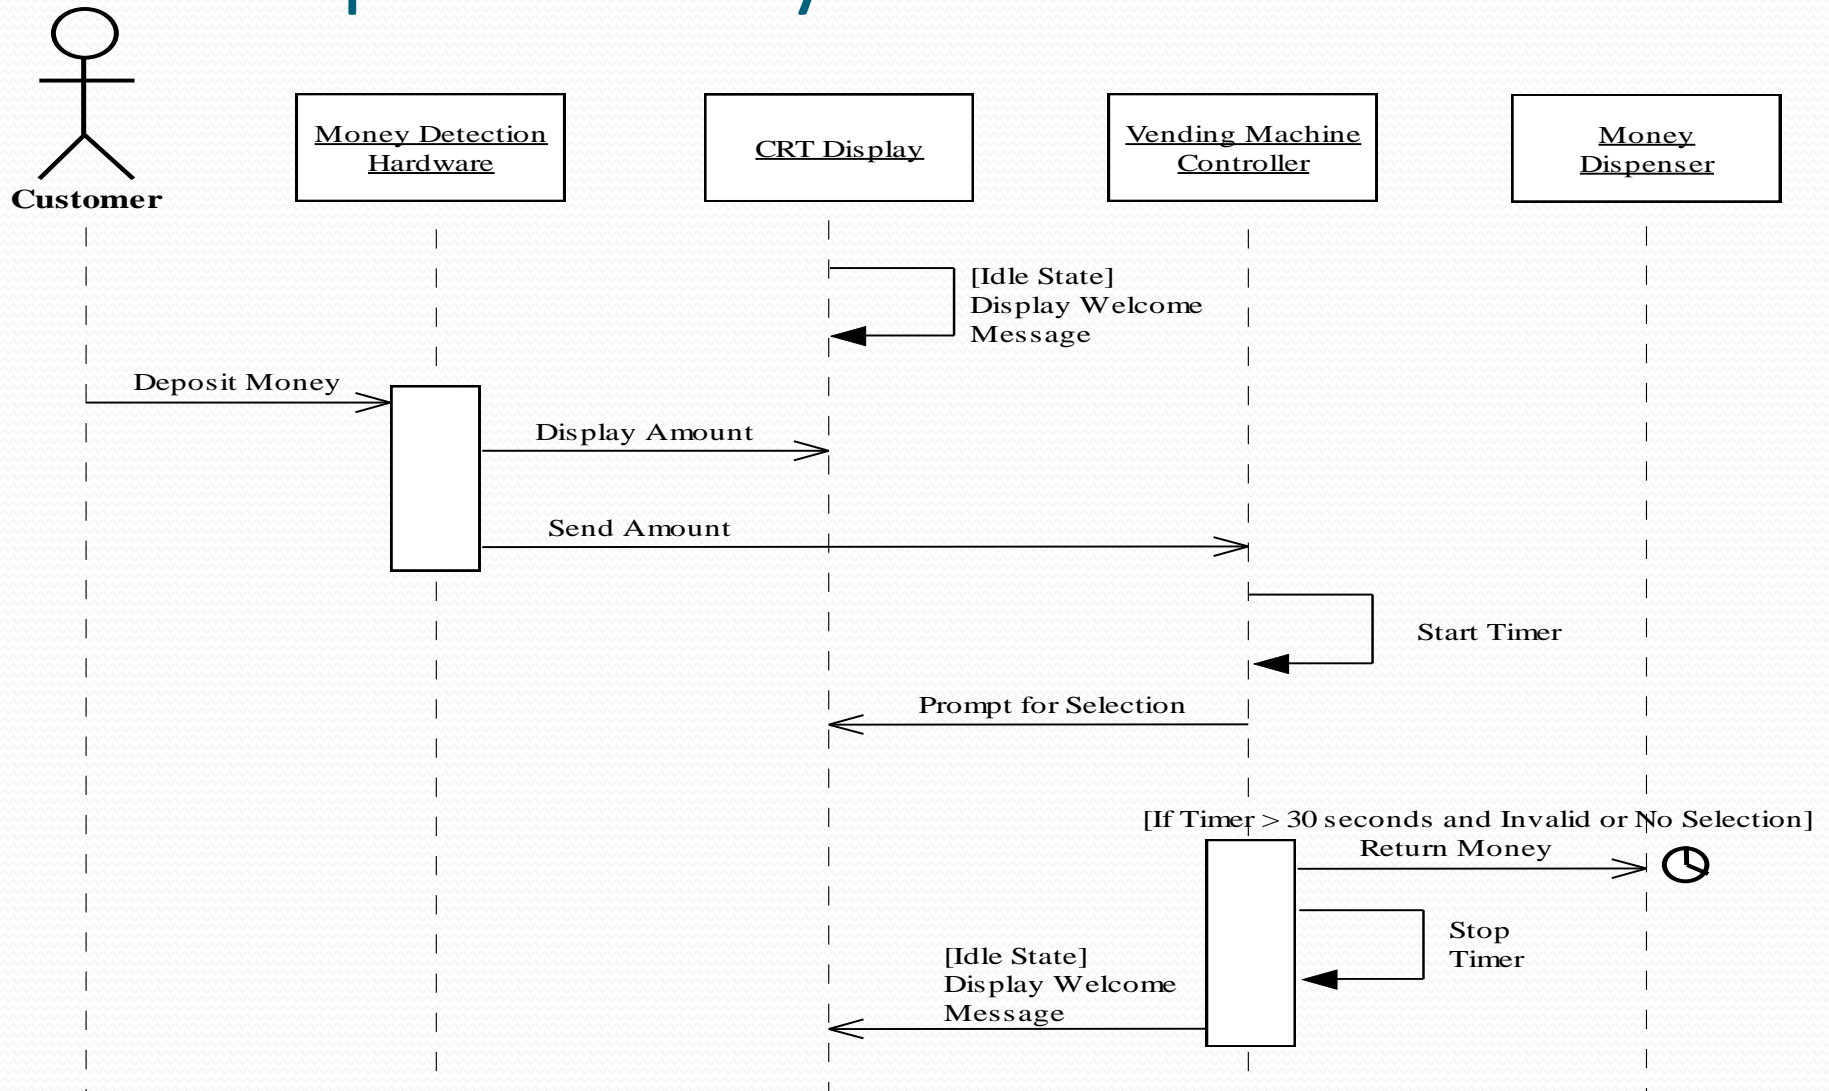 Customer
Money Detection
Hardware
CRT Display
Vending Machine
Controller
Money
Dispenser
[Idle State]
Display Welcome
Message
Deposit Money
Display Amount
Send Amount
Start Timer
Prompt for Selection
[If Timer > 30 seconds and Invalid or No Selection]
Return Money
Stop
Timer
[Idle State]
Display Welcome
Message